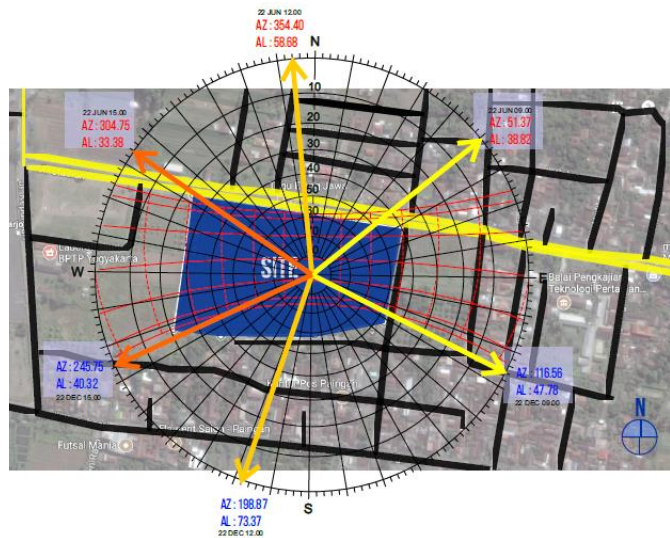 22 JUN 12.00
AZ : 354.40
AL : 58.68
N
10
20
30
40
50
22 JUN 15.00
AZ : 304.75
AL : 33.38
22 JUN 09.00
AZ : 51.37
AL : 38.82
BPTP Yogyakarta
W
SITE
E
Balai Pengkajian
Teknologi Pertanian...
AZ : 245.75
AL : 40.32
22 DEC 15.00
AZ : 116.56
AL : 47.78
22 DEC 09.00
Kantor Pos Paingan
Futsal Mania
N
AZ : 198.87
AL : 73.37
22 DEC 12.00
S